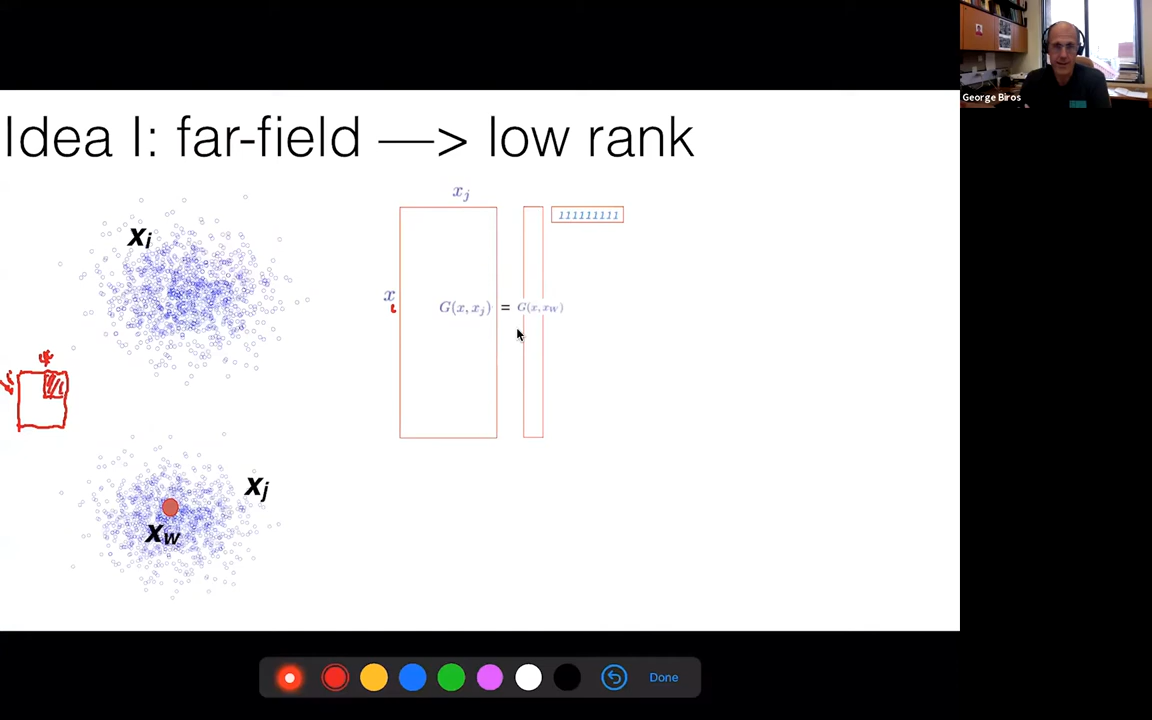 George Biros
Idea I: far-field —> low rank
xj
111111111
xi
x
G(x, xj) = G(x, xW)
xj
xW
Done